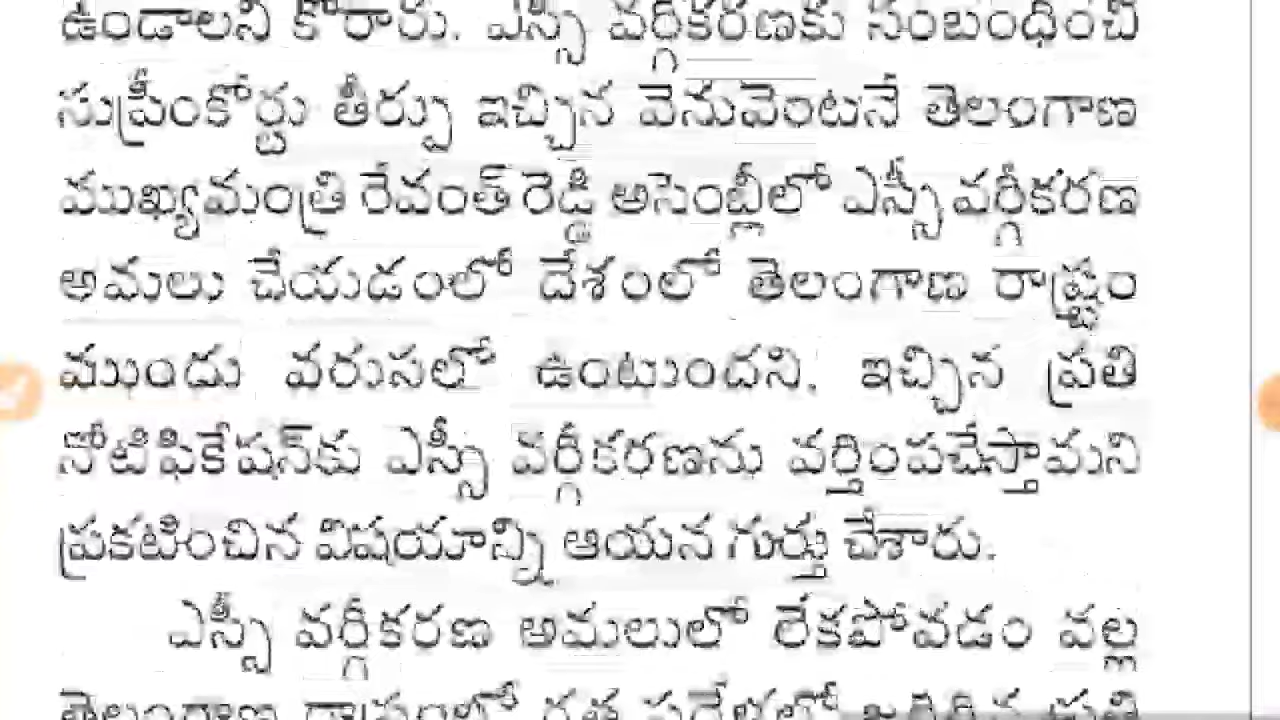 ఉండాలని కోరారు. ఎస్సీ వర్గీకరణకు సంబంధించి
సుప్రీంకోర్టు తీర్పు ఇచ్చిన వెనువెంటనే తెలంగాణ
ముఖ్యమంత్రి రేవంత్‌రెడ్డి అసెంబ్లీలో ఎస్సీవర్గీకరణ
అమలు చేయడంలో దేశంలో తెలంగాణ రాష్ట్రం
ముందు వరుసలో ఉంటుందని, ఇచ్చిన ప్రతి
నోటిఫికేషన్‌కు ఎస్సీ వర్గీకరణను వర్తింపచేస్తామని
ప్రకటించిన విషయాన్ని ఆయన గుర్తు చేశారు.
ఎస్సీ వర్గీకరణ అమలులో లేకపోవడం వల్ల
తెలంగాణ